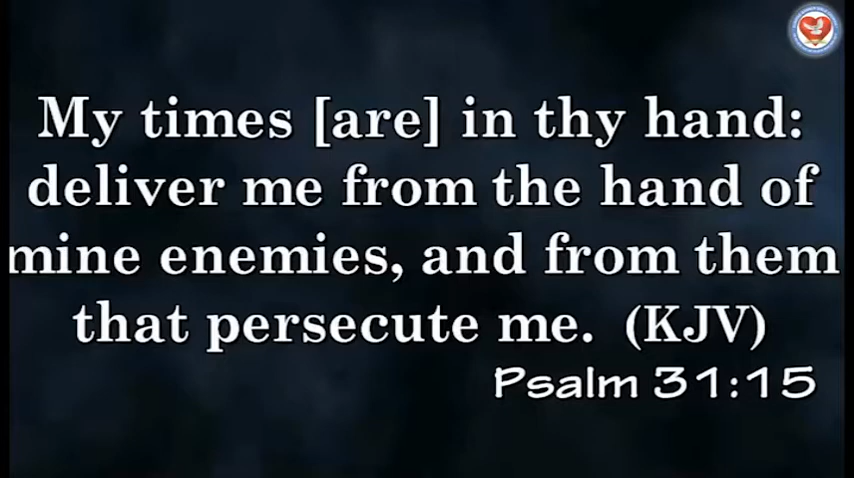 My times [are] in thy hand:
deliver me from the hand of
mine enemies, and from them
that persecute me. (KJV)
Psalm 31:15